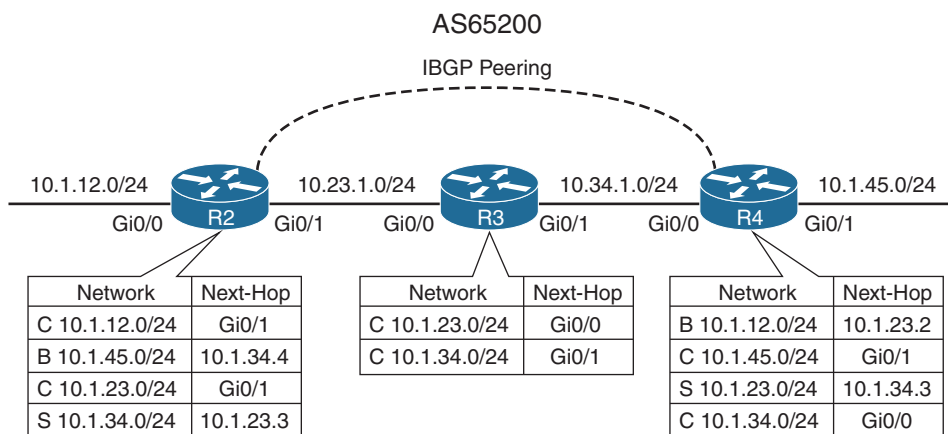 AS65200
IBGP Peering
10.1.12.0/24 10.23.1.0/24 10.34.1.0/24 10.1.45.0/24
R2 R3 R4
Gi0/0 Gi0/1 Gi0/0 Gi0/1 Gi0/0 Gi0/1
Network Next-Hop
C 10.1.12.0/24 Gi0/1
B 10.1.45.0/24 10.1.34.4
C 10.1.23.0/24 Gi0/1
S 10.1.34.0/24 10.1.23.3
Network Next-Hop
C 10.1.23.0/24 Gi0/0
C 10.1.34.0/24 Gi0/1
Network Next-Hop
B 10.1.12.0/24 10.1.23.2
C 10.1.45.0/24 Gi0/1
S 10.1.23.0/24 10.1.34.3
C 10.1.34.0/24 Gi0/0